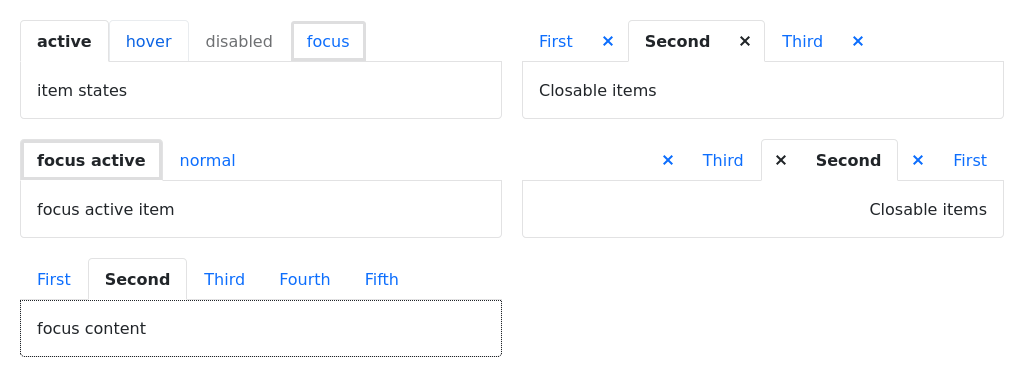 active hover disabled focus
item states
First ✕ Second ✕ Third ✕
Closable items
focus active normal
focus active item
✕ Third ✕ Second ✕ First
Closable items
First Second Third Fourth Fifth
focus content